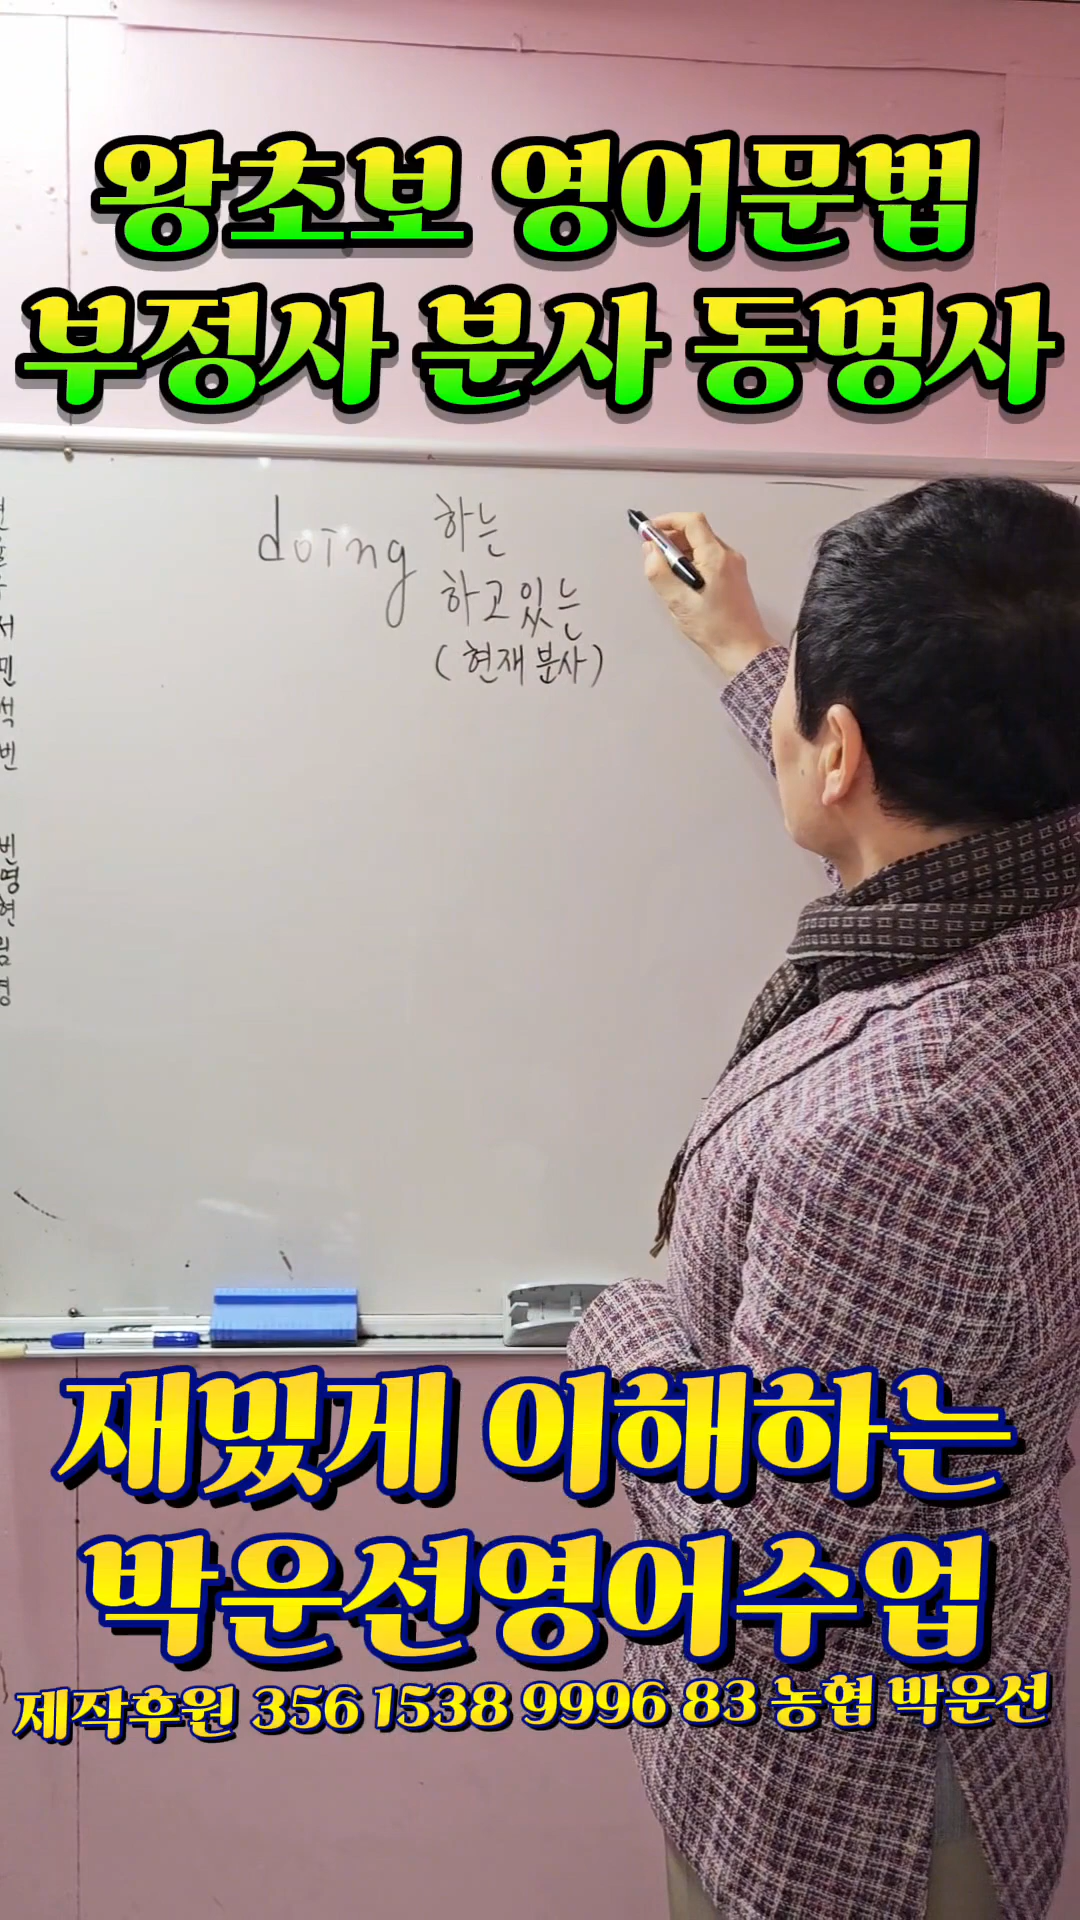 왕초보 영어문법
부정사 분사 동명사
doing 하는
하고있는
(현재분사)
재밌게 이해하는
박운선영어수업
제작후원 356 1538 9996 83 농협 박운선